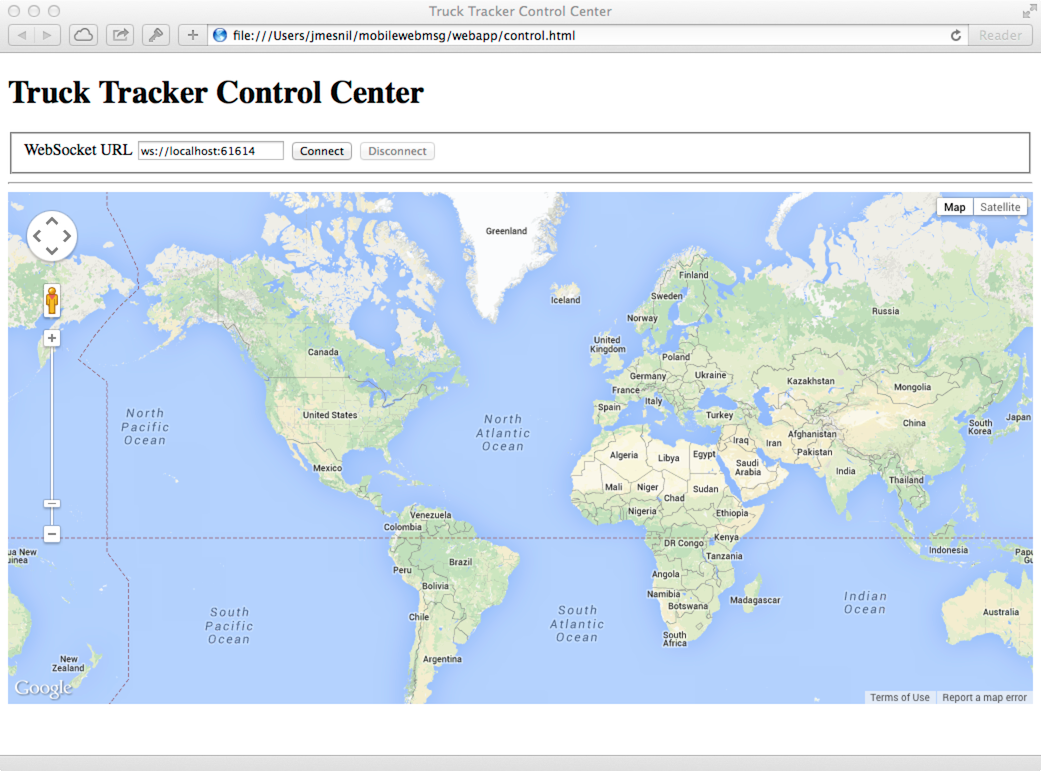 Truck Tracker Control Center
file:///Users/jmesnil/mobilewebmsg/webapp/control.html
Reader
Truck Tracker Control Center
WebSocket URL ws://localhost:61614 Connect Disconnect
Map Satellite
Greenland
Finland
Iceland
Sweden
Russia
Norway
United
Kingdom
Canada
Poland
Germany
Ukraine
Kazakhstan
Mongolia
France
Italy
Spain
United States
Turkey
North
Pacific
Ocean
North
Atlantic
Ocean
China
South
Korea
Japan
Iraq
Iran
Afghanistan
Pakistan
Algeria
Libya
Egypt
Saudi
Arabia
India
Mexico
Thailand
Mali
Niger
Chad
Sudan
Nigeria
Ethiopia
Venezuela
Colombia
Kenya
DR Congo
Tanzania
Indonesia
ua New
uinea
Papu
Gu
Peru
Brazil
Bolivia
Angola
Namibia
Botswana
Madagascar
Indian
Ocean
South
Pacific
Ocean
South
Atlantic
Ocean
Chile
Australia
South
Africa
Argentina
New
Zealand
Google
Terms of Use Report a map error